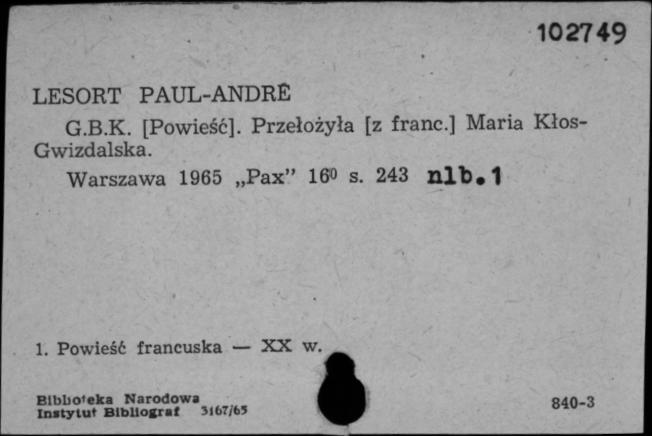 102749
LESORT PAUL-ANDRÉ
G.B.K. [Powieść]. Przełożyła [z franc.] Maria Kłos-
Gwizdalska.
Warszawa 1965 „Pax” 16⁰ s. 243 nlb.1
1. Powieść francuska — XX w.
Biblioteka Narodowa
Instytut Bibliograf 3167/65
840-3